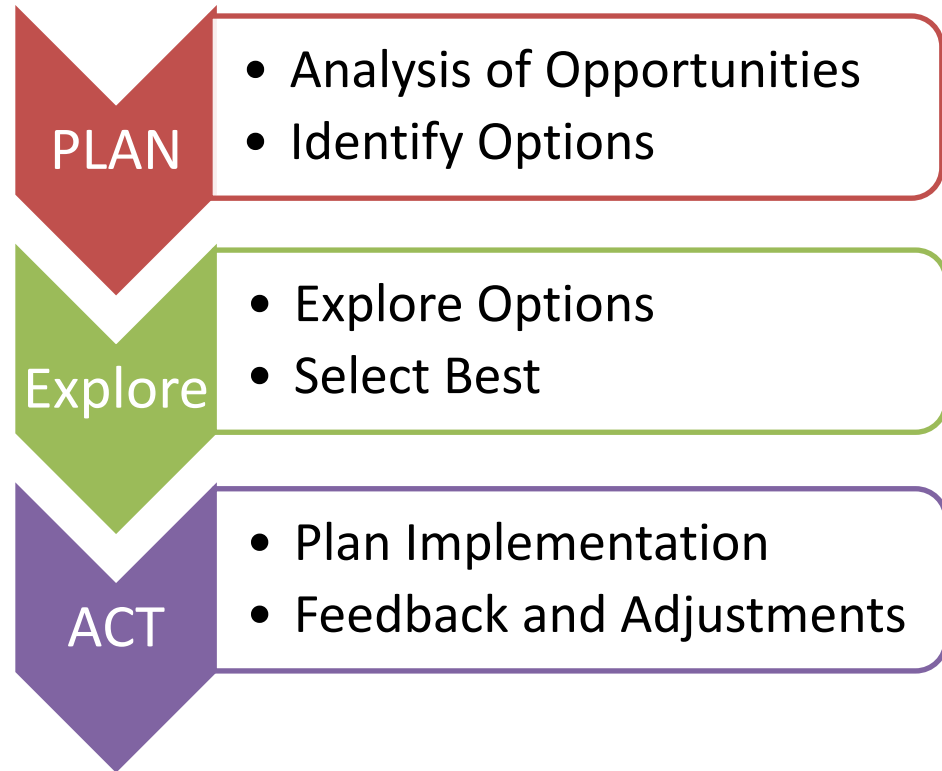 PLAN
• Analysis of Opportunities
• Identify Options
Explore
• Explore Options
• Select Best
ACT
• Plan Implementation
• Feedback and Adjustments